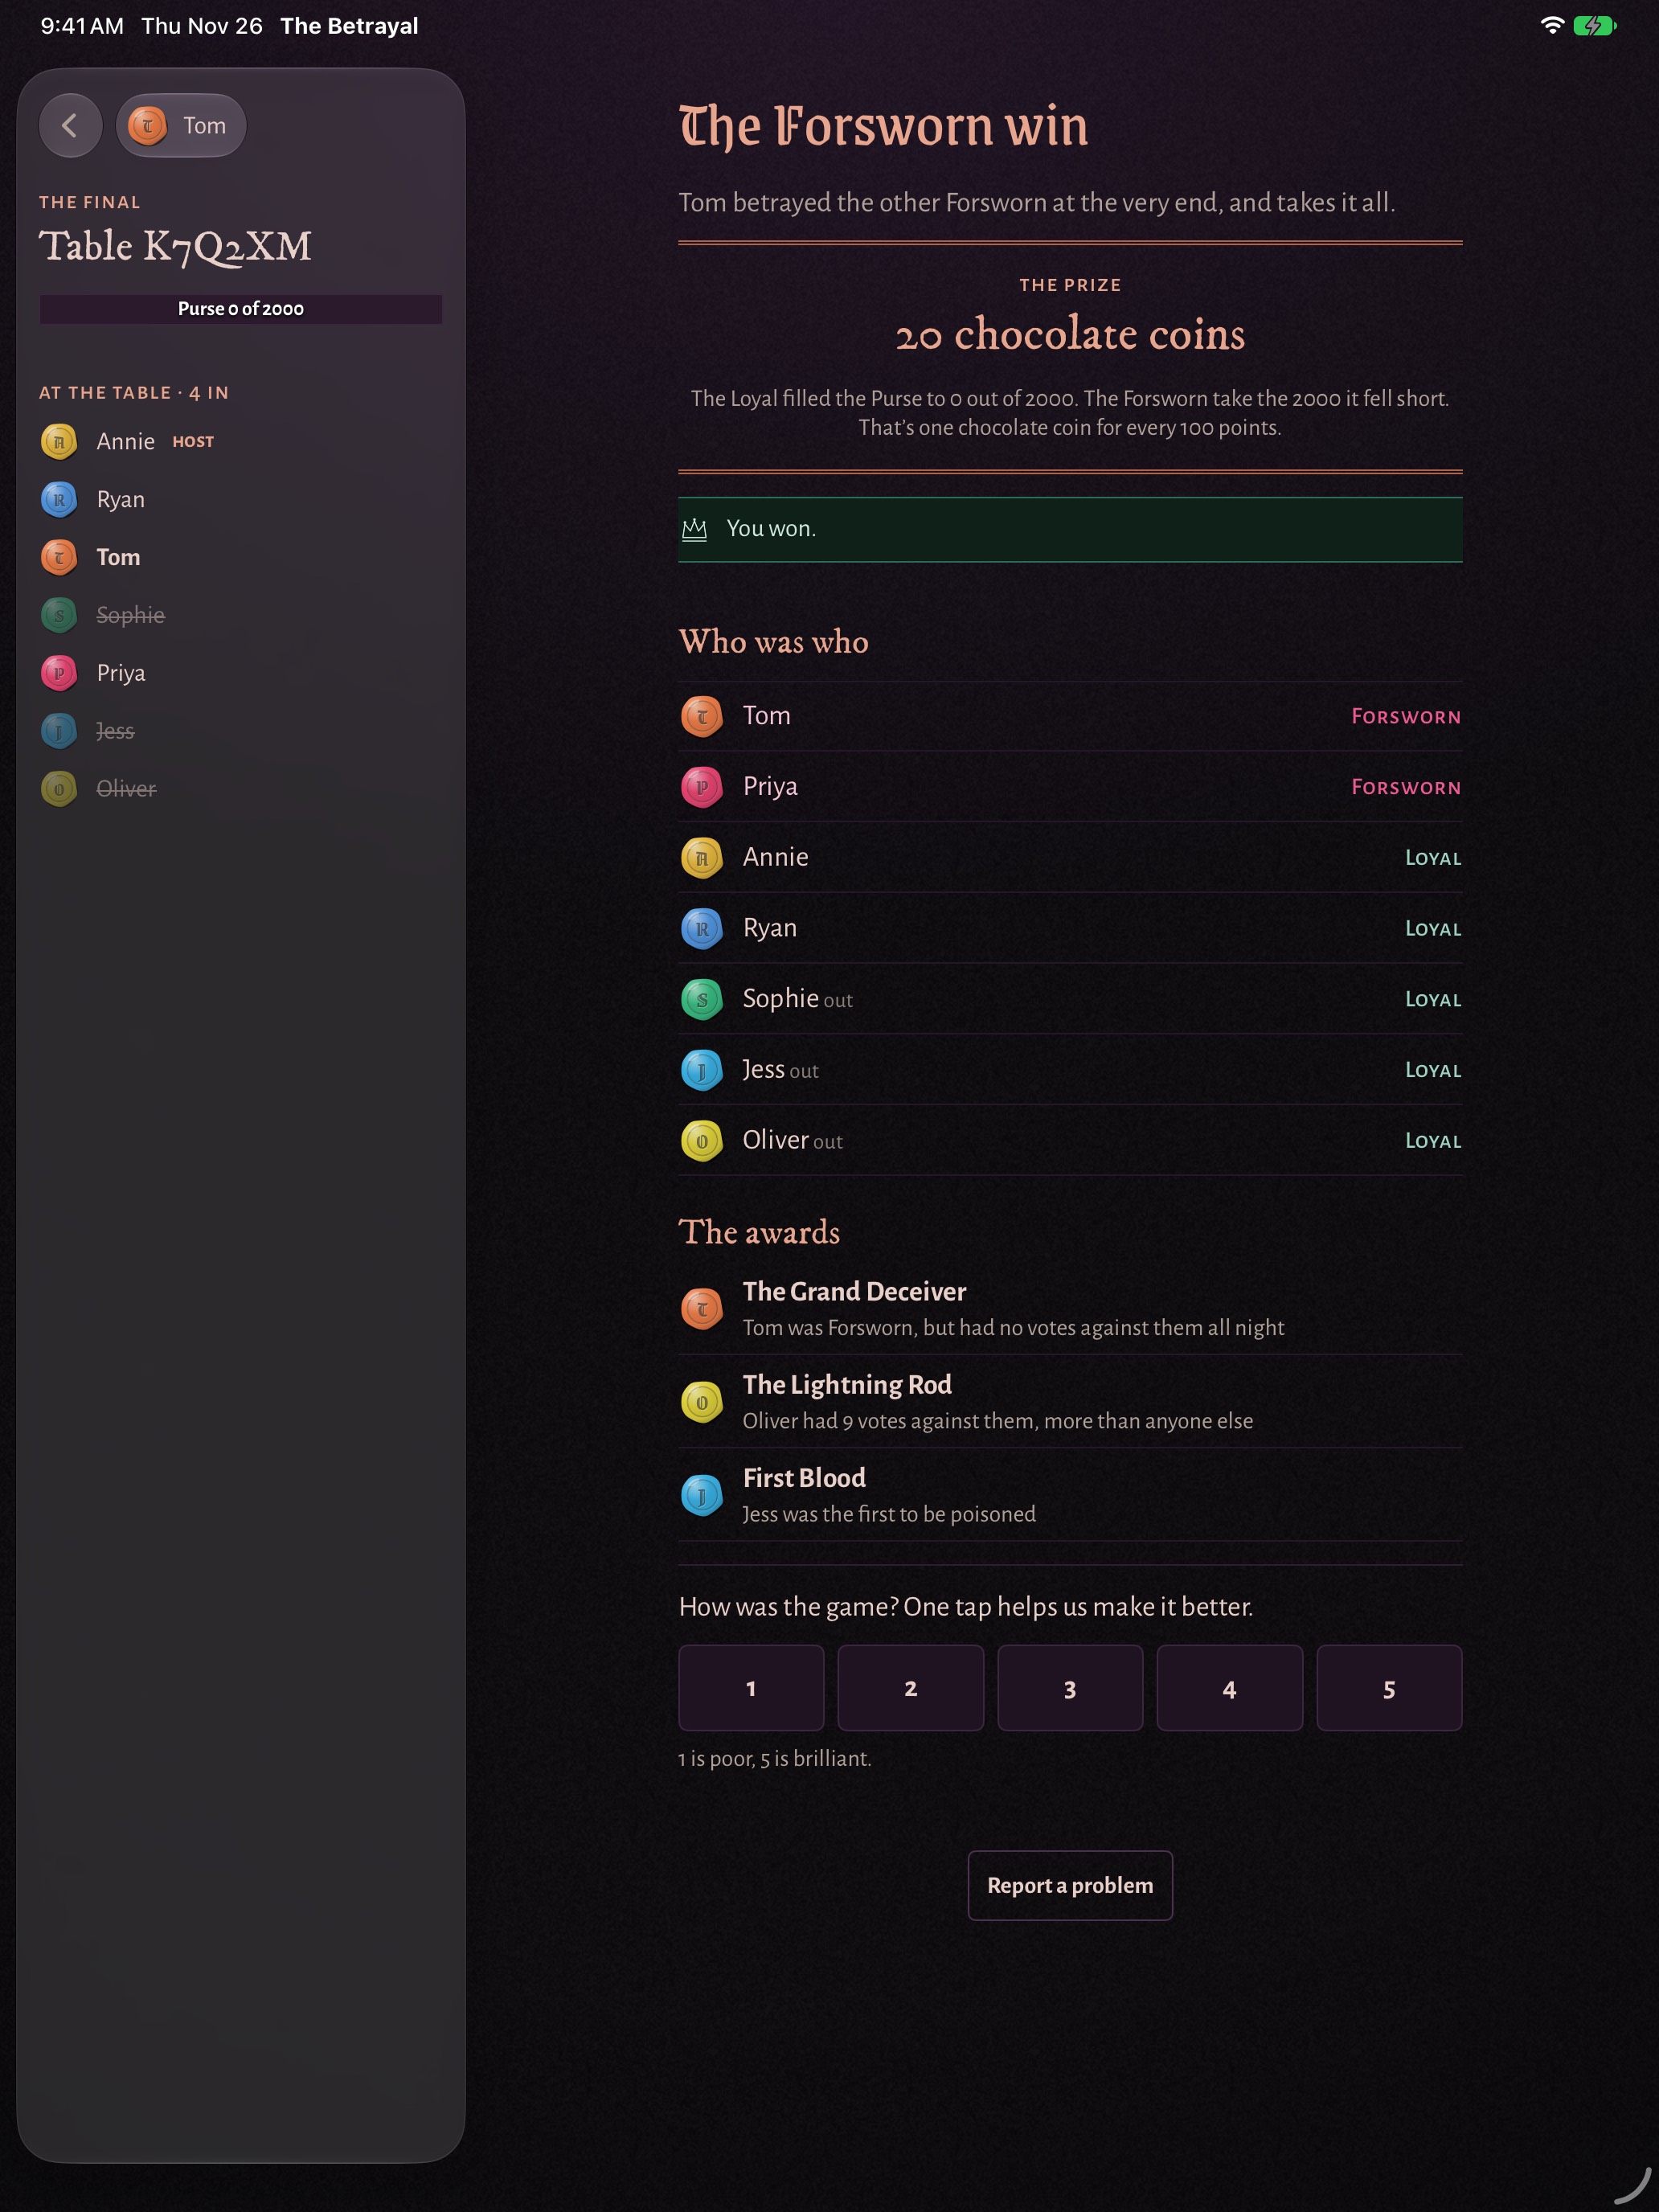 9:41 AM Thu Nov 26 The Betrayal
T Tom
THE FINAL
Table K7Q2XM
Purse 0 of 2000
AT THE TABLE · 4 IN
A Annie HOST
R Ryan
T Tom
S Sophie
P Priya
J Jess
O Oliver
The Forsworn win
Tom betrayed the other Forsworn at the very end, and takes it all.
THE PRIZE
20 chocolate coins
The Loyal filled the Purse to 0 out of 2000. The Forsworn take the 2000 it fell short.
That's one chocolate coin for every 100 points.
You won.
Who was who
T Tom FORSWORN
P Priya FORSWORN
A Annie LOYAL
R Ryan LOYAL
S Sophie out LOYAL
J Jess out LOYAL
O Oliver out LOYAL
The awards
The Grand Deceiver
T Tom was Forsworn, but had no votes against them all night
The Lightning Rod
O Oliver had 9 votes against them, more than anyone else
First Blood
J Jess was the first to be poisoned
How was the game? One tap helps us make it better.
1 2 3 4 5
1 is poor, 5 is brilliant.
Report a problem